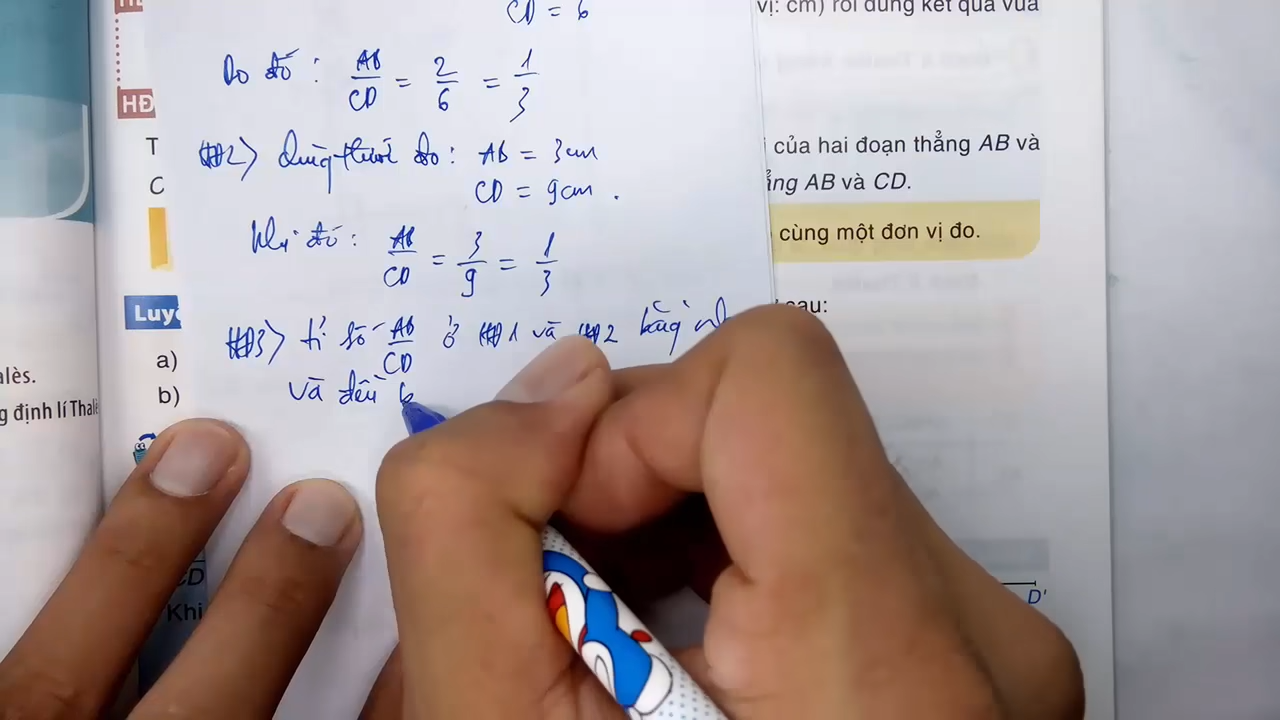 CD = 6
vị: cm) rồi dùng kết quả vừa
Do đó: AB/CD = 2/6 = 1/3
HĐ
HĐ2) dùng thước đo: AB = 3cm
CD = 9cm.
T
C
của hai đoạn thẳng AB và
ẳng AB và CD.
cùng một đơn vị đo.
Khi đó: AB/CD = 3/9 = 1/3
Luyệ
sau:
HĐ3) tỉ số AB/CD ở HĐ1 và HĐ2 bằng
và đều b
a)
b)
alès.
g định lí Thalè
CD
Khi
D'